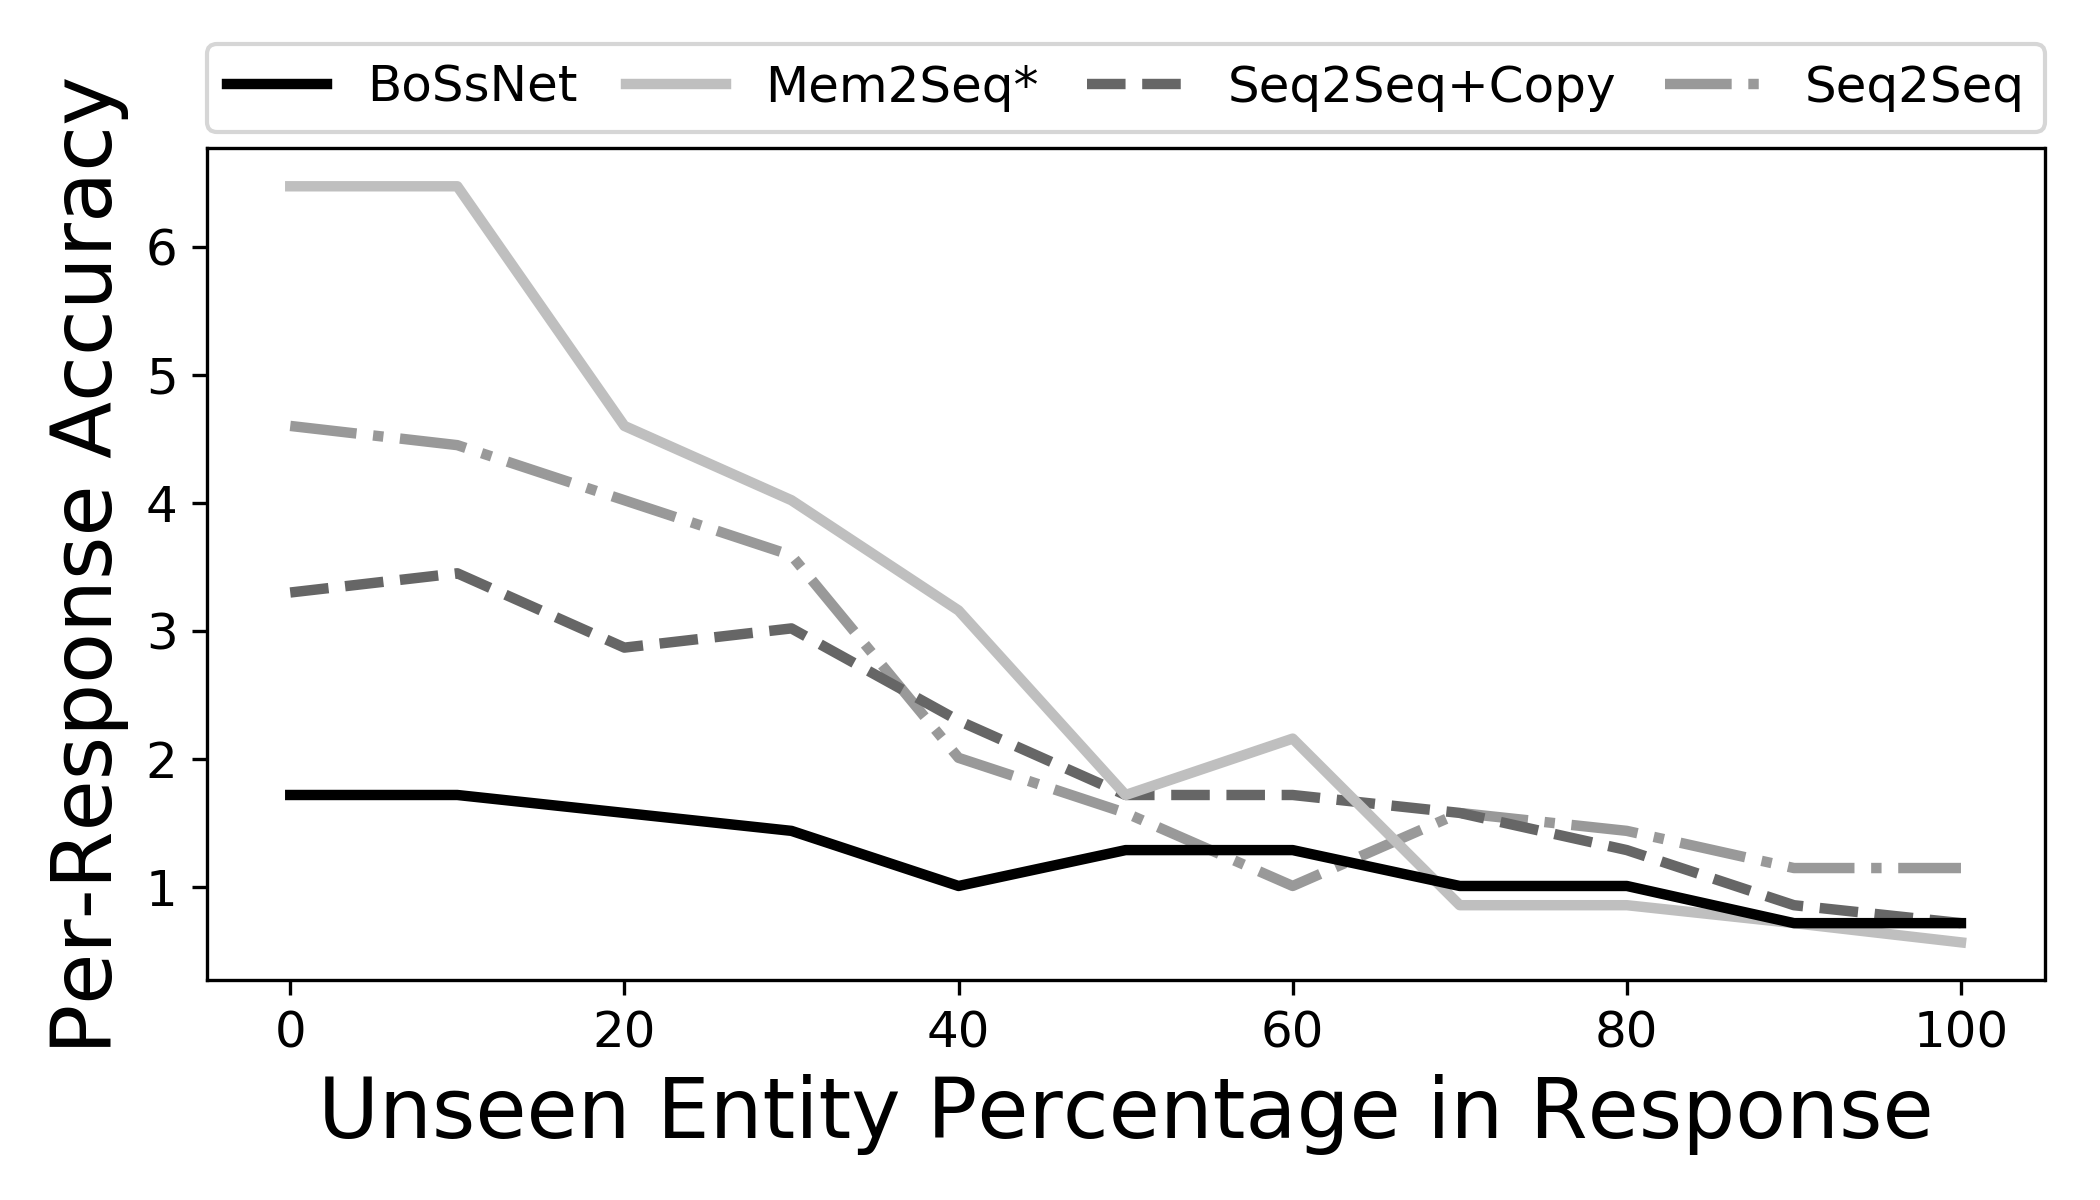 BoSsNet Mem2Seq* Seq2Seq+Copy Seq2Seq
Per-Response Accuracy
6
5
4
3
2
1
0 20 40 60 80 100
Unseen Entity Percentage in Response